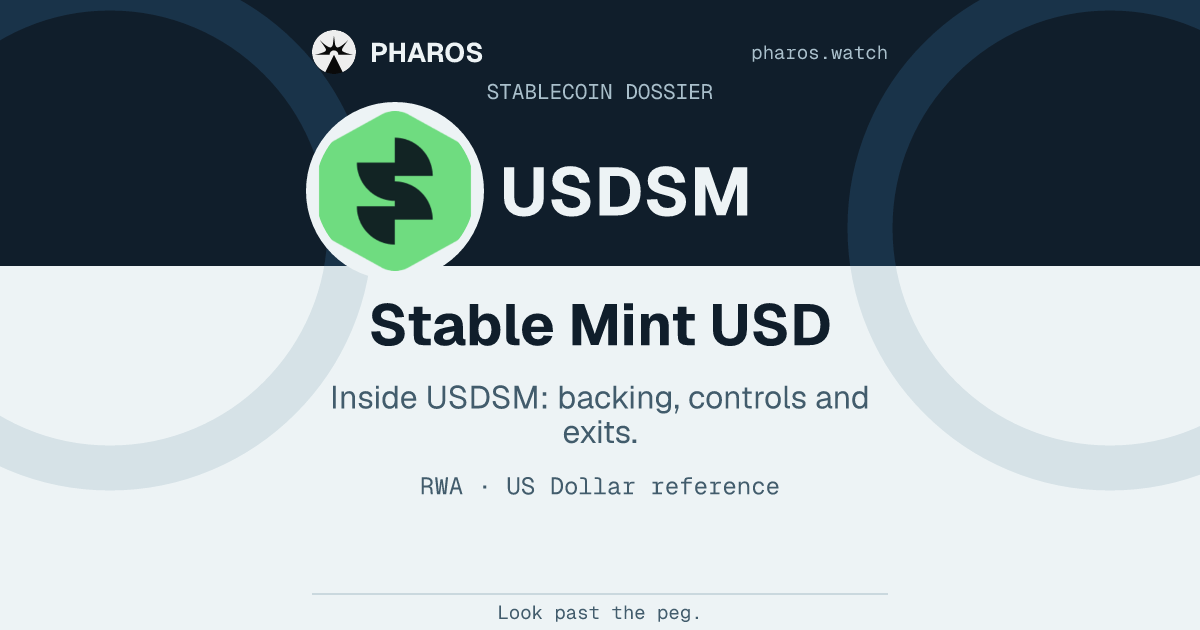 PHAROS
pharos.watch
STABLECOIN DOSSIER
USDSM
Stable Mint USD
Inside USDSM: backing, controls and
exits.
RWA · US Dollar reference
Look past the peg.